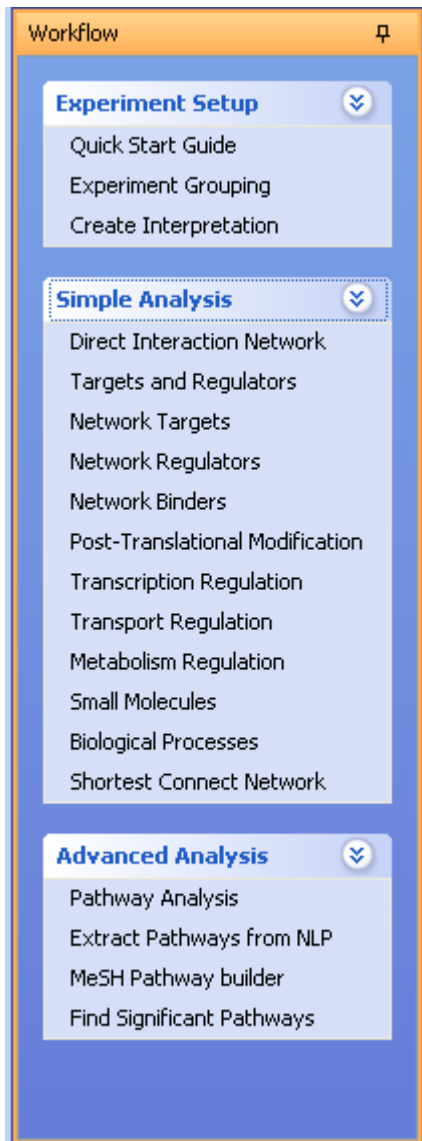 Workflow
Experiment Setup
Quick Start Guide
Experiment Grouping
Create Interpretation
Simple Analysis
Direct Interaction Network
Targets and Regulators
Network Targets
Network Regulators
Network Binders
Post-Translational Modification
Transcription Regulation
Transport Regulation
Metabolism Regulation
Small Molecules
Biological Processes
Shortest Connect Network
Advanced Analysis
Pathway Analysis
Extract Pathways from NLP
MeSH Pathway builder
Find Significant Pathways